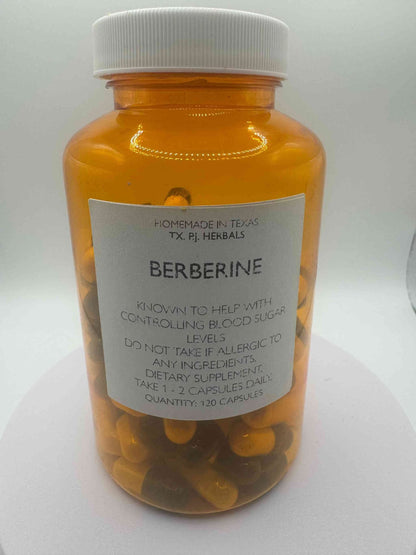 HOMEMADE IN TEXAS
TX. P.J. HERBALS
BERBERINE
KNOWN TO HELP WITH
CONTROLLING BLOOD SUGAR
LEVELS
DO NOT TAKE IF ALLERGIC TO
ANY INGREDIENTS.
DIETARY SUPPLEMENT.
TAKE 1 - 2 CAPSULES DAILY.
QUANTITY: 120 CAPSULES